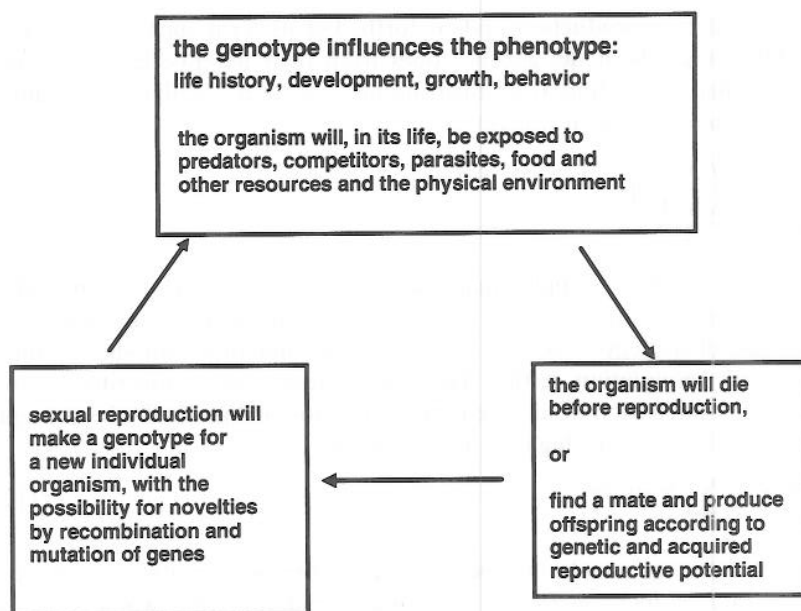 the genotype influences the phenotype:
life history, development, growth, behavior
the organism will, in its life, be exposed to
predators, competitors, parasites, food and
other resources and the physical environment
the organism will die
before reproduction,
or
find a mate and produce
offspring according to
genetic and acquired
reproductive potential
sexual reproduction will
make a genotype for
a new individual
organism, with the
possibility for novelties
by recombination and
mutation of genes